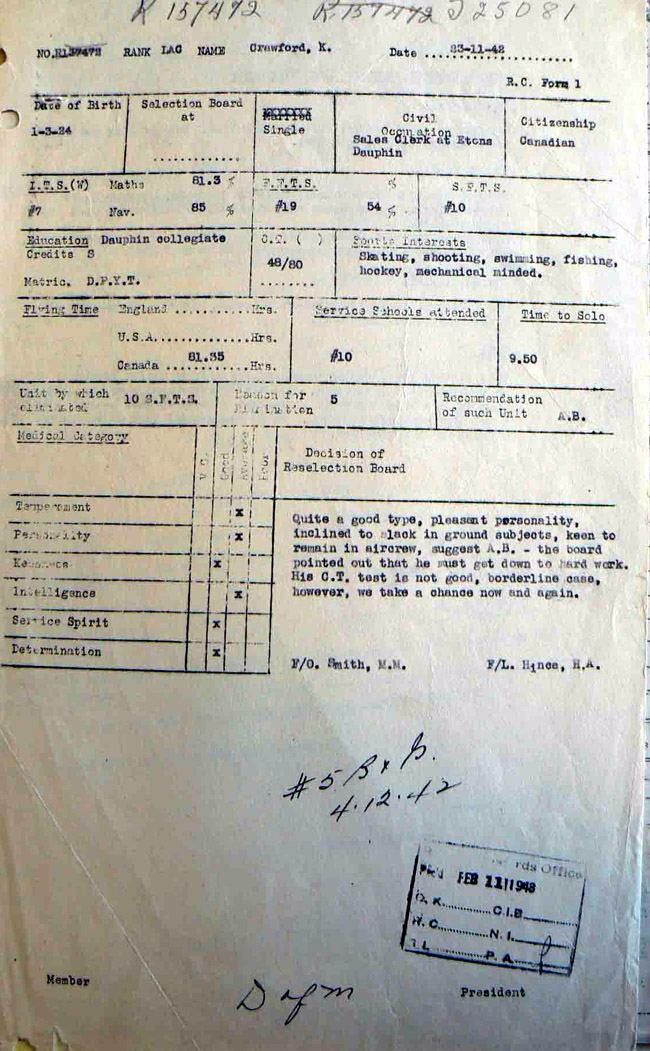 R 157472 R.157472 J25081
NO.R137472 RANK LAC NAME Crawford, K. Date 23-11-42
R.C. Form 1
Date of Birth Selection Board at Married Single Civil Occupation Citizenship
1-3-24 Sales Clerk at Etons Dauphin Canadian
I.T.S.(W) Maths 81.3 % E.F.T.S. % S.F.T.S.
#7 Nav. 85 % #19 54 % #10
Education Dauphin collegiate C.T. ( ) Sports Interests
Credits S 48/80 Skating, shooting, swimming, fishing,
Matric. D.P.Y.T. hockey, mechanical minded.
Flying Time England ...........Hrs. Service Schools attended Time to Solo
U.S.A.............Hrs.
Canada 81.35 Hrs. #10 9.50
Unit by which eliminated 10 S.F.T.S. Reason for Elimination 5 Recommendation of such Unit A.B.
Medical Category V.G. Good Average Poor Decision of
Reselection Board
Temperament x
Personality x
Keenness x
Intelligence x
Service Spirit x
Determination x
Quite a good type, pleasant personality,
inclined to slack in ground subjects, keen to
remain in aircrew, suggest A.B. - the board
pointed out that he must get down to hard work.
His C.T. test is not good, borderline case,
however, we take a chance now and again.
F/O. Smith, M.M. F/L. Hince, H.A.
#5 B & G.
4.12.42
rds Office
FEB 11 1943
C.I.B.
N.I.
P.A.
Member President